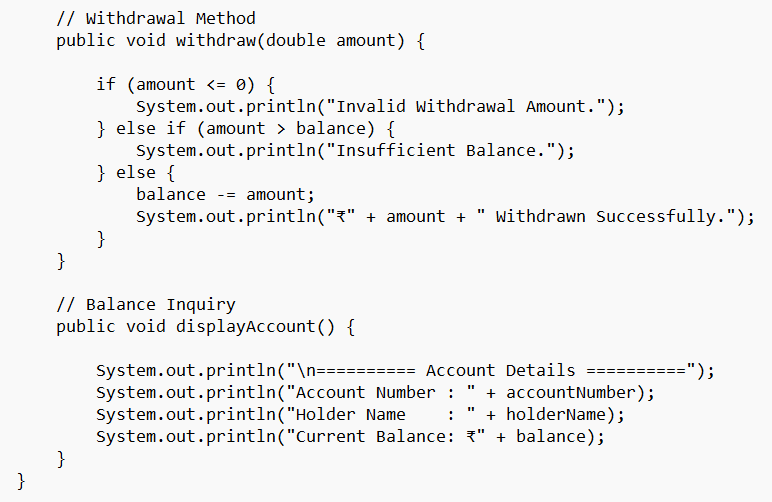 // Withdrawal Method
    public void withdraw(double amount) {

        if (amount <= 0) {
            System.out.println("Invalid Withdrawal Amount.");
        } else if (amount > balance) {
            System.out.println("Insufficient Balance.");
        } else {
            balance -= amount;
            System.out.println("₹" + amount + " Withdrawn Successfully.");
        }
    }

    // Balance Inquiry
    public void displayAccount() {

        System.out.println("\n========== Account Details ==========");
        System.out.println("Account Number : " + accountNumber);
        System.out.println("Holder Name    : " + holderName);
        System.out.println("Current Balance: ₹" + balance);
    }
}